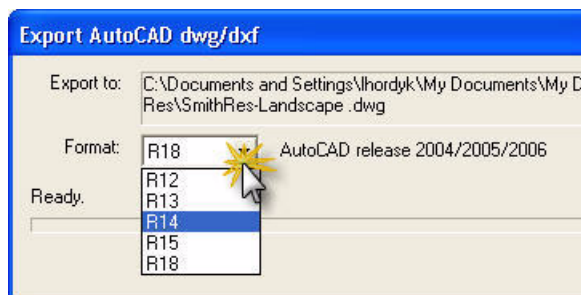 Export AutoCAD dwg/dxf
Export to: C:\Documents and Settings\lhordyk\My Documents\My D
Res\SmithRes-Landscape .dwg
Format: R18 AutoCAD release 2004/2005/2006
R12
Ready. R13
R14
R15
R18